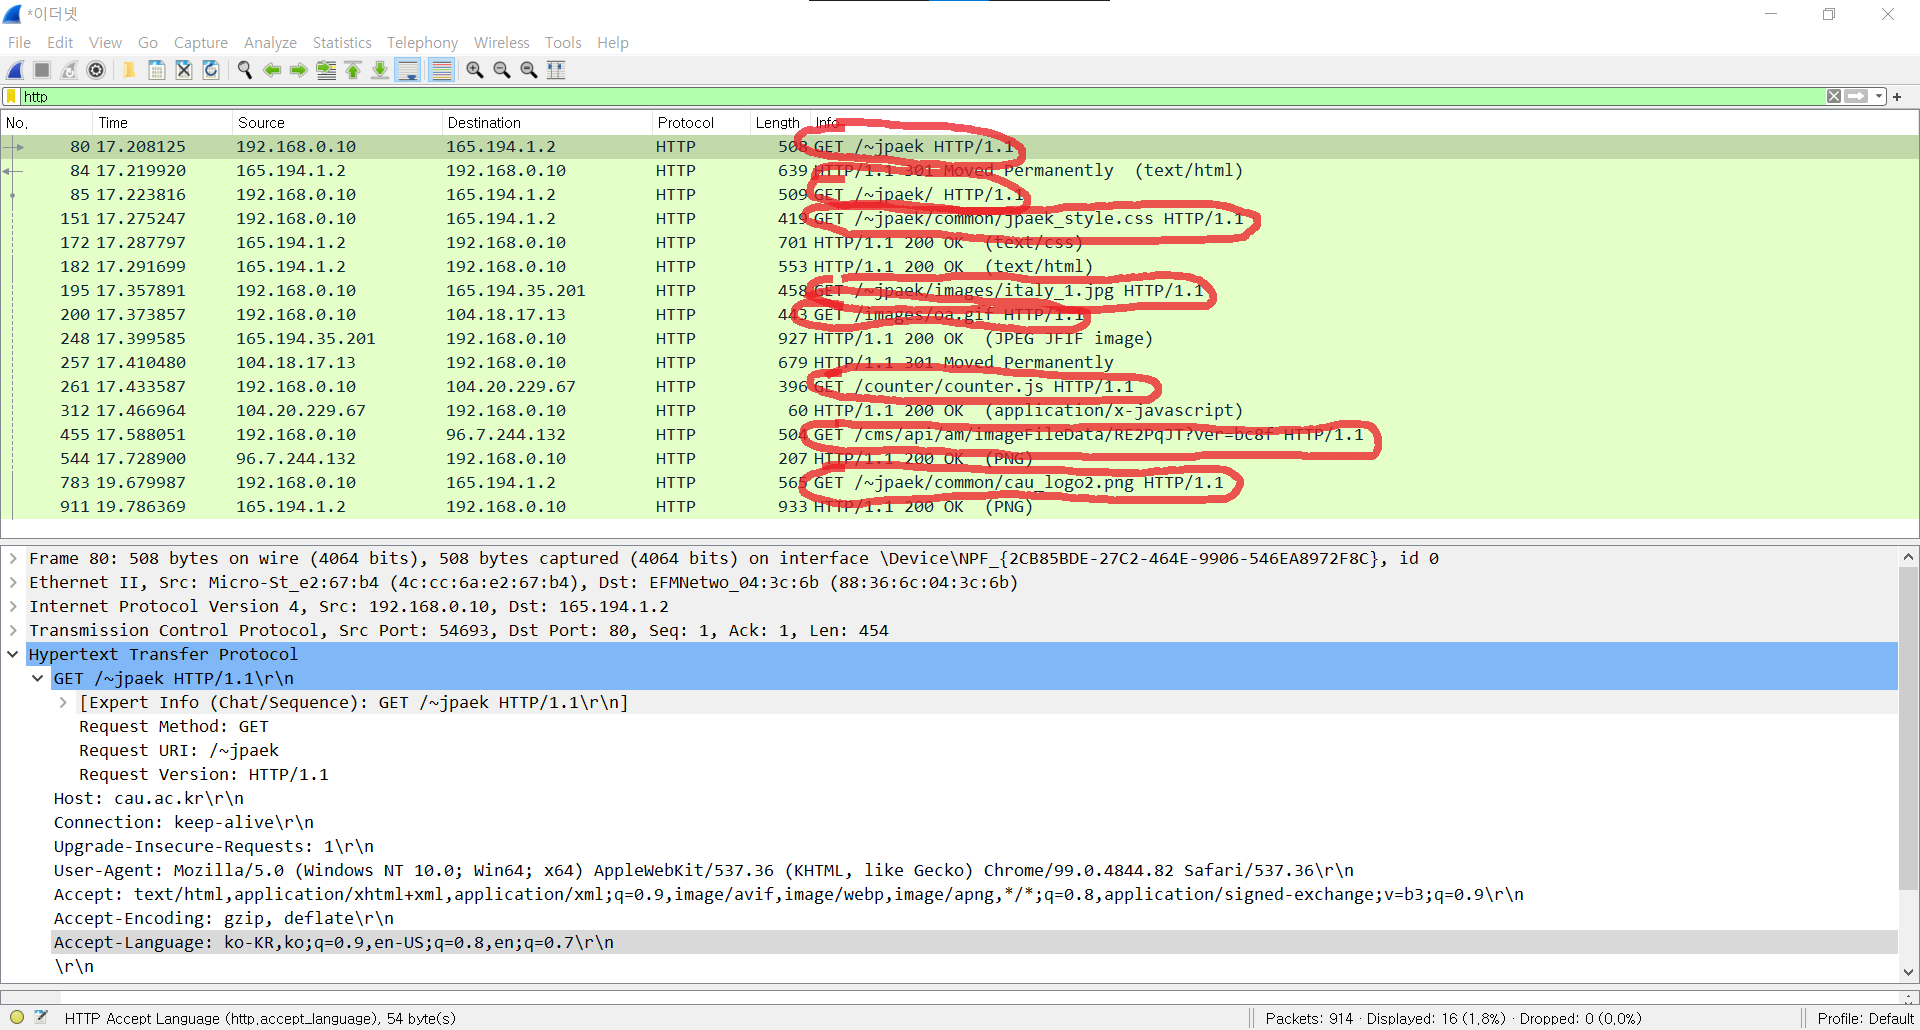 *이더넷
File Edit View Go Capture Analyze Statistics Telephony Wireless Tools Help
http
No. Time Source Destination Protocol Length Info
80 17.208125 192.168.0.10 165.194.1.2 HTTP 508 GET /~jpaek HTTP/1.1
84 17.219920 165.194.1.2 192.168.0.10 HTTP 639 HTTP/1.1 301 Moved Permanently (text/html)
85 17.223816 192.168.0.10 165.194.1.2 HTTP 509 GET /~jpaek/ HTTP/1.1
151 17.275247 192.168.0.10 165.194.1.2 HTTP 419 GET /~jpaek/common/jpaek_style.css HTTP/1.1
172 17.287797 165.194.1.2 192.168.0.10 HTTP 701 HTTP/1.1 200 OK (text/css)
182 17.291699 165.194.1.2 192.168.0.10 HTTP 553 HTTP/1.1 200 OK (text/html)
195 17.357891 192.168.0.10 165.194.35.201 HTTP 458 GET /~jpaek/images/italy_1.jpg HTTP/1.1
200 17.373857 192.168.0.10 104.18.17.13 HTTP 443 GET /images/oa.gif HTTP/1.1
248 17.399585 165.194.35.201 192.168.0.10 HTTP 927 HTTP/1.1 200 OK (JPEG JFIF image)
257 17.410480 104.18.17.13 192.168.0.10 HTTP 679 HTTP/1.1 301 Moved Permanently
261 17.433587 192.168.0.10 104.20.229.67 HTTP 396 GET /counter/counter.js HTTP/1.1
312 17.466964 104.20.229.67 192.168.0.10 HTTP 60 HTTP/1.1 200 OK (application/x-javascript)
455 17.588051 192.168.0.10 96.7.244.132 HTTP 504 GET /cms/api/am/imageFileData/RE2PqJT?ver=bc8f HTTP/1.1
544 17.728900 96.7.244.132 192.168.0.10 HTTP 207 HTTP/1.1 200 OK (PNG)
783 19.679987 192.168.0.10 165.194.1.2 HTTP 565 GET /~jpaek/common/cau_logo2.png HTTP/1.1
911 19.786369 165.194.1.2 192.168.0.10 HTTP 933 HTTP/1.1 200 OK (PNG)
Frame 80: 508 bytes on wire (4064 bits), 508 bytes captured (4064 bits) on interface \Device\NPF_{2CB85BDE-27C2-464E-9906-546EA8972F8C}, id 0
Ethernet II, Src: Micro-St_e2:67:b4 (4c:cc:6a:e2:67:b4), Dst: EFMNetwo_04:3c:6b (88:36:6c:04:3c:6b)
Internet Protocol Version 4, Src: 192.168.0.10, Dst: 165.194.1.2
Transmission Control Protocol, Src Port: 54693, Dst Port: 80, Seq: 1, Ack: 1, Len: 454
Hypertext Transfer Protocol
GET /~jpaek HTTP/1.1\r\n
[Expert Info (Chat/Sequence): GET /~jpaek HTTP/1.1\r\n]
Request Method: GET
Request URI: /~jpaek
Request Version: HTTP/1.1
Host: cau.ac.kr\r\n
Connection: keep-alive\r\n
Upgrade-Insecure-Requests: 1\r\n
User-Agent: Mozilla/5.0 (Windows NT 10.0; Win64; x64) AppleWebKit/537.36 (KHTML, like Gecko) Chrome/99.0.4844.82 Safari/537.36\r\n
Accept: text/html,application/xhtml+xml,application/xml;q=0.9,image/avif,image/webp,image/apng,*/*;q=0.8,application/signed-exchange;v=b3;q=0.9\r\n
Accept-Encoding: gzip, deflate\r\n
Accept-Language: ko-KR,ko;q=0.9,en-US;q=0.8,en;q=0.7\r\n
\r\n
HTTP Accept Language (http.accept_language), 54 byte(s) Packets: 914 · Displayed: 16 (1.8%) · Dropped: 0 (0.0%) Profile: Default